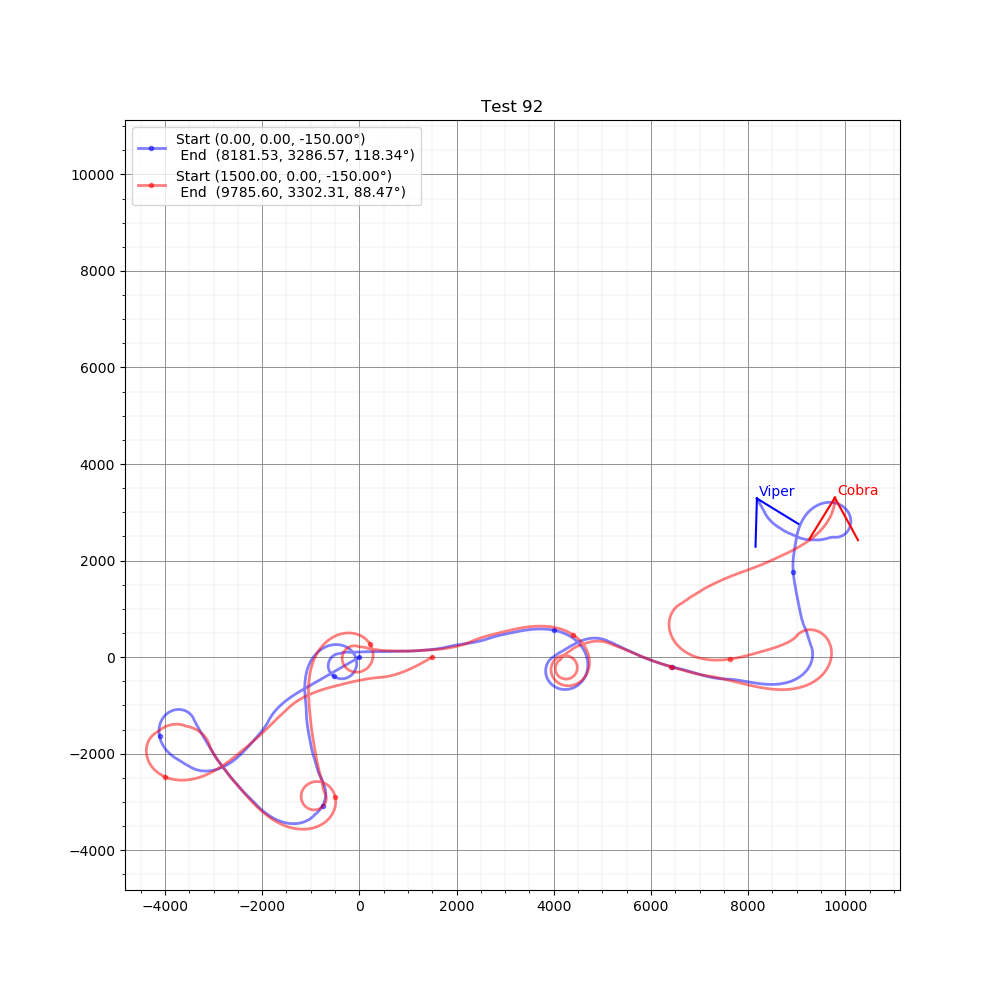 Test 92
Start (0.00, 0.00, -150.00°)
End  (8181.53, 3286.57, 118.34°)
Start (1500.00, 0.00, -150.00°)
End  (9785.60, 3302.31, 88.47°)
10000
8000
6000
4000
2000
0
−2000
−4000
Viper
Cobra
−4000 −2000 0 2000 4000 6000 8000 10000